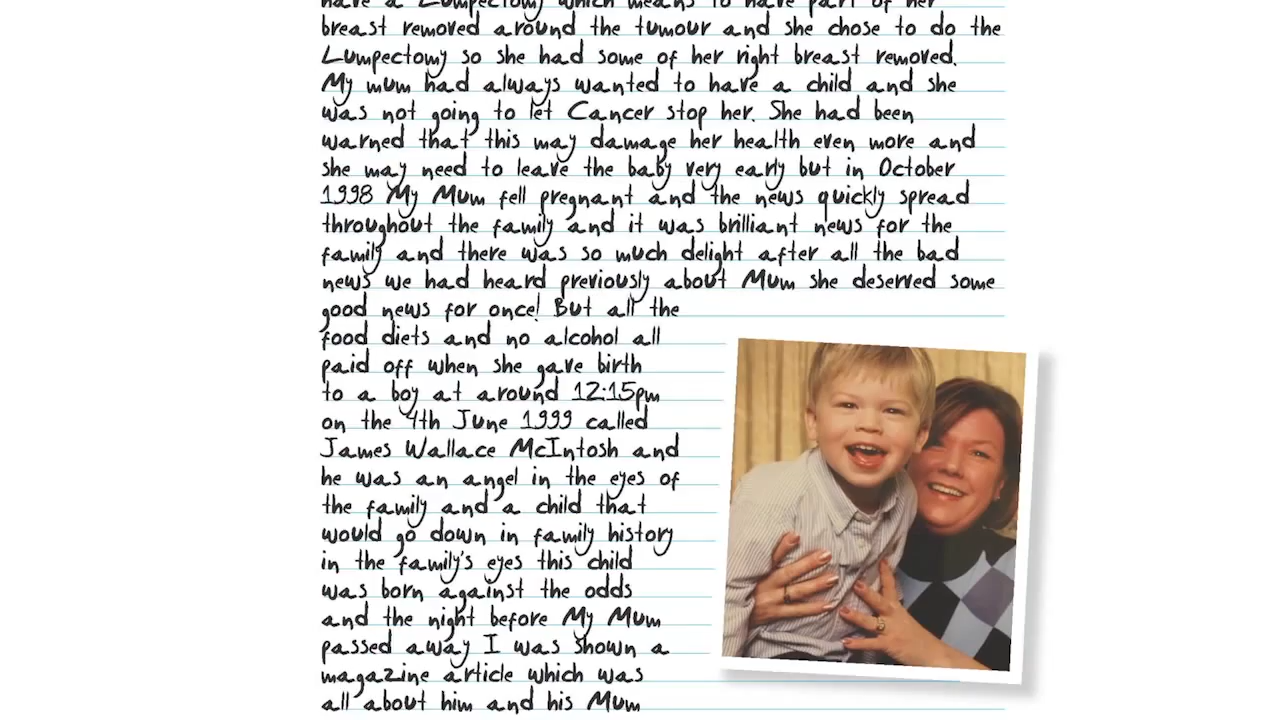 have a Lumpectomy which means to have part of her
breast removed around the tumour and she chose to do the
Lumpectomy so she had some of her right breast removed.
My mum had always wanted to have a child and she
was not going to let Cancer stop her. She had been
warned that this may damage her health even more and
she may need to leave the baby very early but in October
1998 My Mum fell pregnant and the news quickly spread
throughout the family and it was brilliant news for the
family and there was so much delight after all the bad
news we had heard previously about Mum she deserved some
good news for once! But all the
food diets and no alcohol all
paid off when she gave birth
to a boy at around 12:15pm
on the 4th June 1999 called
James Wallace McIntosh and
he was an angel in the eyes of
the family and a child that
would go down in family history
in the family's eyes this child
was born against the odds
and the night before My Mum
passed away I was shown a
magazine article which was
all about him and his Mum